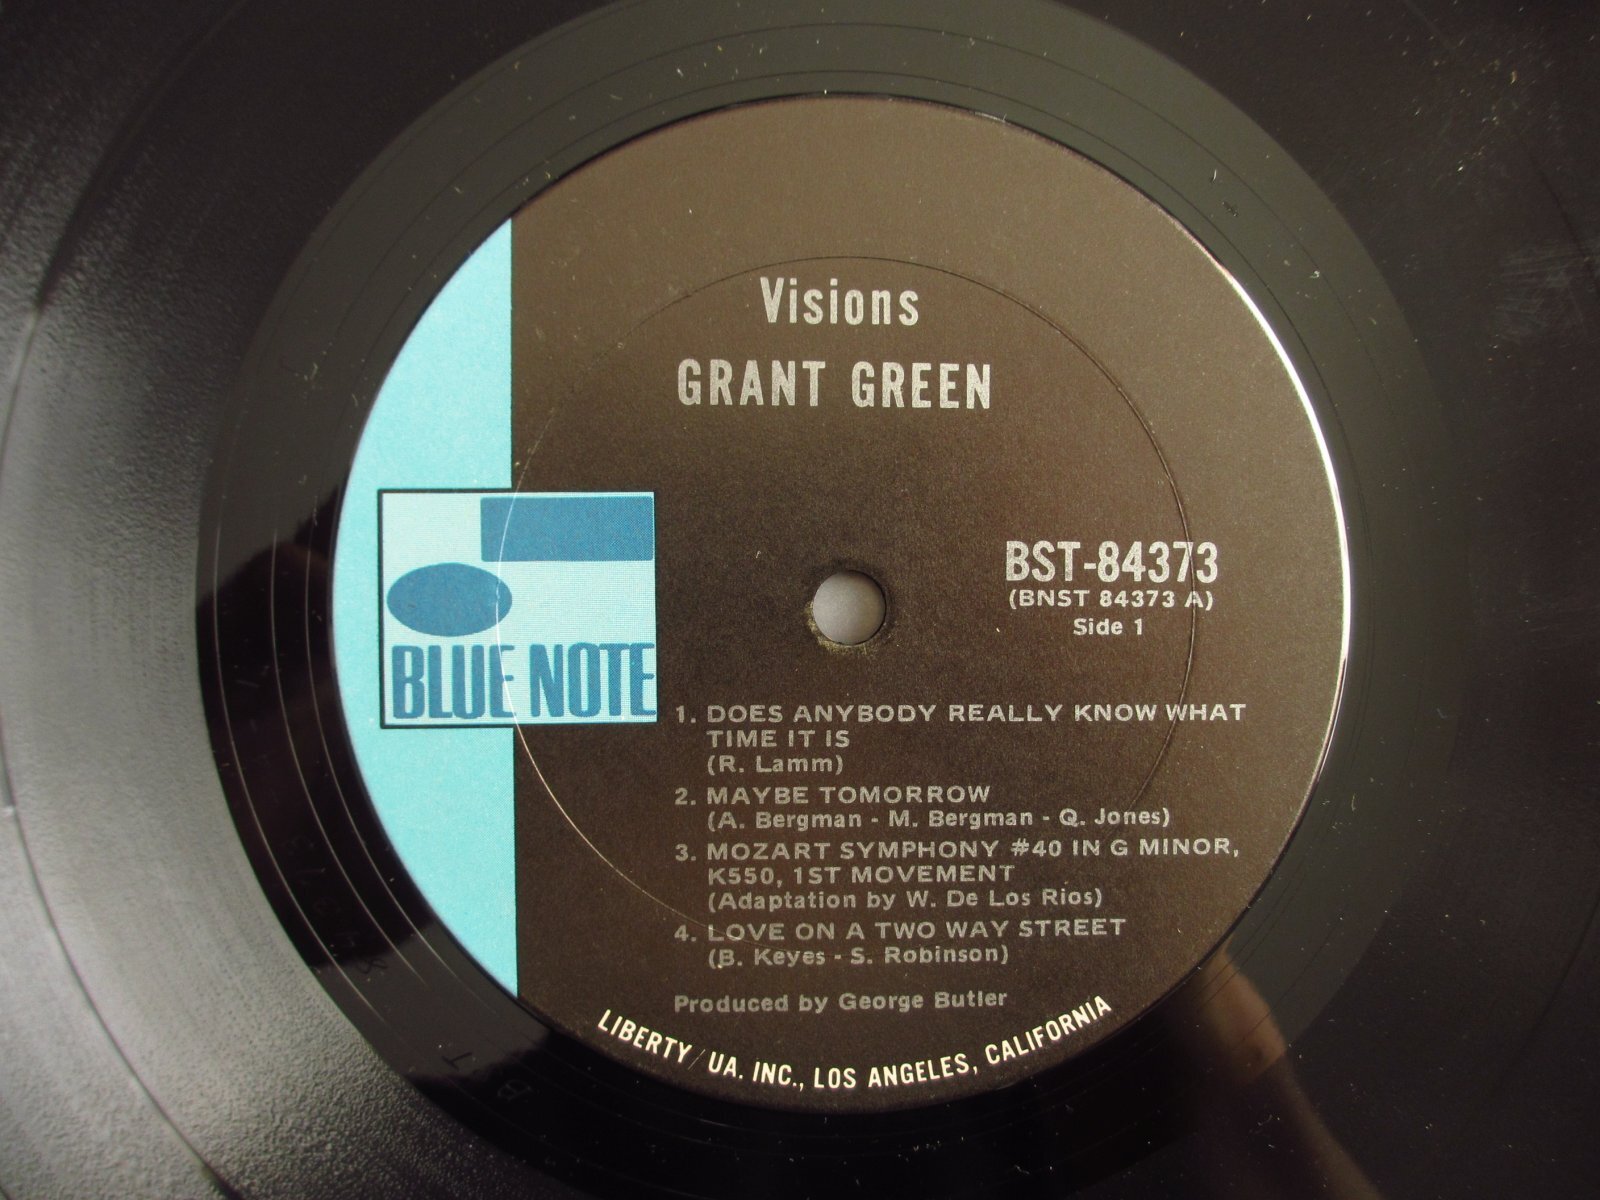 Visions
GRANT GREEN
BST-84373
(BNST 84373 A)
Side 1
BLUE NOTE
1. DOES ANYBODY REALLY KNOW WHAT
TIME IT IS
(R. Lamm)
2. MAYBE TOMORROW
(A. Bergman - M. Bergman - Q. Jones)
3. MOZART SYMPHONY #40 IN G MINOR,
K550, 1ST MOVEMENT
(Adaptation by W. De Los Rios)
4. LOVE ON A TWO WAY STREET
(B. Keyes - S. Robinson)
Produced by George Butler
LIBERTY/UA, INC., LOS ANGELES, CALIFORNIA